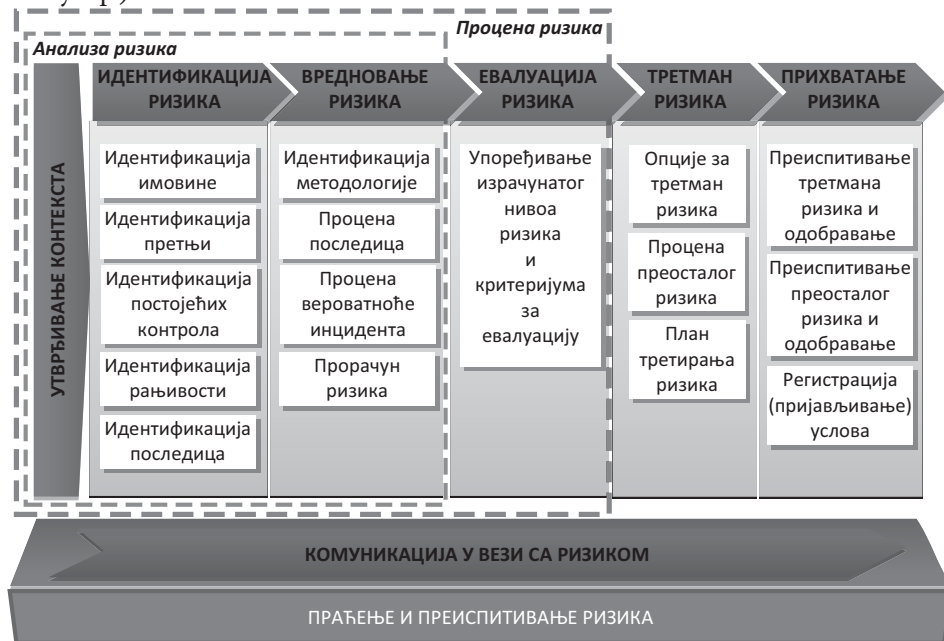 Процена ризика
Анализа ризика
УТВРЂИВАЊЕ КОНТЕКСТА
ИДЕНТИФИКАЦИЈА
РИЗИКА
Идентификација
имовине
Идентификација
претњи
Идентификација
постојећих
контрола
Идентификација
рањивости
Идентификација
последица
ВРЕДНОВАЊЕ
РИЗИКА
Идентификација
методологије
Процена
последица
Процена
вероватноће
инцидента
Прорачун
ризика
ЕВАЛУАЦИЈА
РИЗИКА
Упоређивање
израчунатог
нивоа
ризика
и
критеријума
за
евалуацију
ТРЕТМАН
РИЗИКА
Опције за
третман
ризика
Процена
преосталог
ризика
План
третирања
ризика
ПРИХВАТАЊЕ
РИЗИКА
Преиспитивање
третмана
ризика и
одобравање
Преиспитивање
преосталог
ризика и
одобравање
Регистрација
(пријављивање)
услова
КОМУНИКАЦИЈА У ВЕЗИ СА РИЗИКОМ
ПРАЋЕЊЕ И ПРЕИСПИТИВАЊЕ РИЗИКА